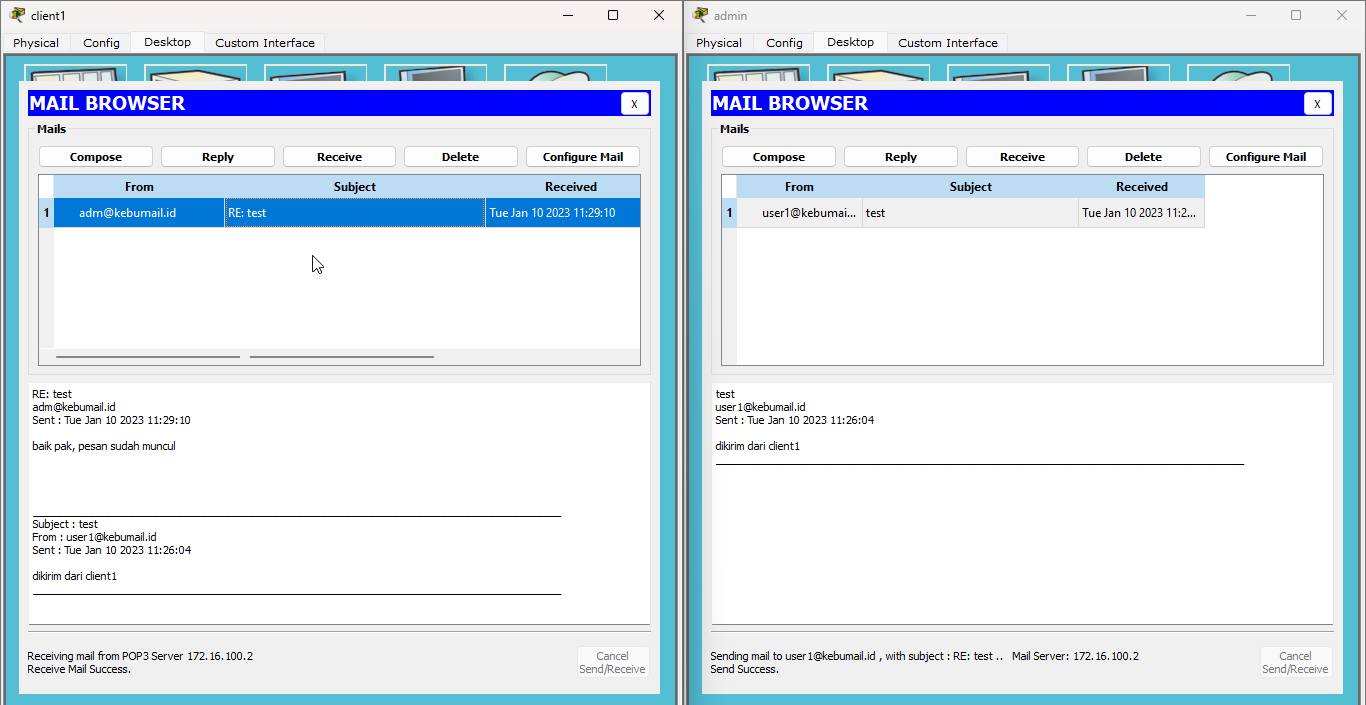 client1
Physical Config Desktop Custom Interface
MAIL BROWSER X
Mails
Compose Reply Receive Delete Configure Mail
From Subject Received
1 adm@kebumail.id RE: test Tue Jan 10 2023 11:29:10
RE: test
adm@kebumail.id
Sent : Tue Jan 10 2023 11:29:10
baik pak, pesan sudah muncul
Subject : test
From : user1@kebumail.id
Sent : Tue Jan 10 2023 11:26:04
dikirim dari client1
Receiving mail from POP3 Server 172.16.100.2
Receive Mail Success.
Cancel
Send/Receive
admin
Physical Config Desktop Custom Interface
MAIL BROWSER X
Mails
Compose Reply Receive Delete Configure Mail
From Subject Received
1 user1@kebumai... test Tue Jan 10 2023 11:2...
test
user1@kebumail.id
Sent : Tue Jan 10 2023 11:26:04
dikirim dari client1
Sending mail to user1@kebumail.id , with subject : RE: test .. Mail Server: 172.16.100.2
Send Success.
Cancel
Send/Receive